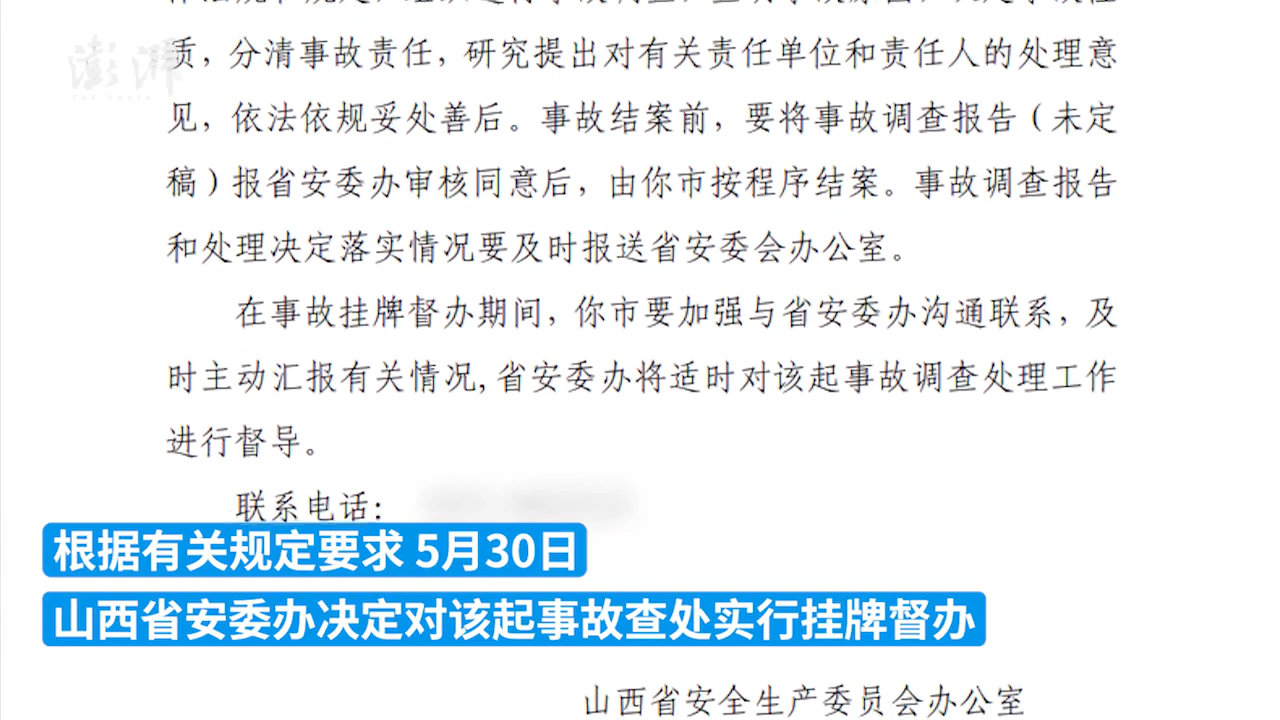 澎湃
质，分清事故责任，研究提出对有关责任单位和责任人的处理意
见，依法依规妥处善后。事故结案前，要将事故调查报告（未定
稿）报省安委办审核同意后，由你市按程序结案。事故调查报告
和处理决定落实情况要及时报送省安委会办公室。
在事故挂牌督办期间，你市要加强与省安委办沟通联系，及
时主动汇报有关情况,省安委办将适时对该起事故调查处理工作
进行督导。
联系电话：
根据有关规定要求 5月30日
山西省安委办决定对该起事故查处实行挂牌督办
山西省安全生产委员会办公室